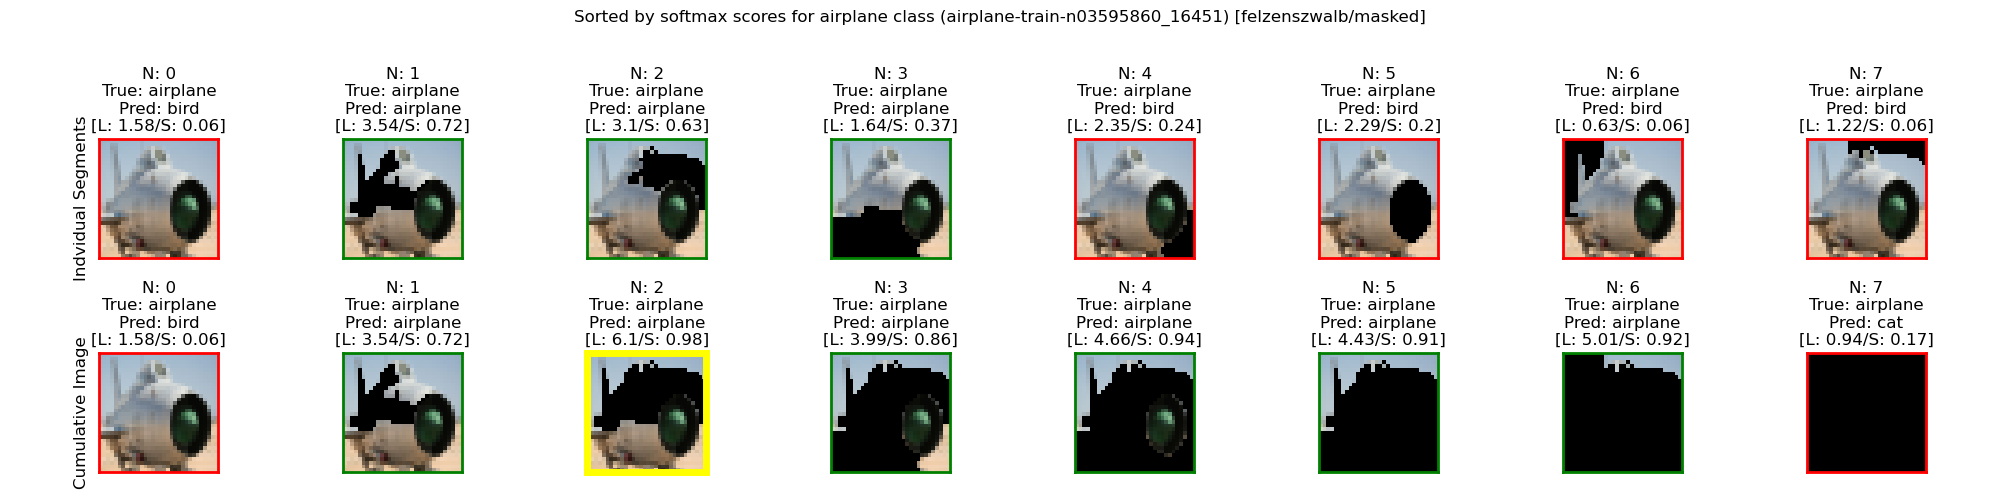 Sorted by softmax scores for airplane class (airplane-train-n03595860_16451) [felzenszwalb/masked]
Indvidual Segments
N: 0
True: airplane
Pred: bird
[L: 1.58/S: 0.06]
N: 1
True: airplane
Pred: airplane
[L: 3.54/S: 0.72]
N: 2
True: airplane
Pred: airplane
[L: 3.1/S: 0.63]
N: 3
True: airplane
Pred: airplane
[L: 1.64/S: 0.37]
N: 4
True: airplane
Pred: bird
[L: 2.35/S: 0.24]
N: 5
True: airplane
Pred: bird
[L: 2.29/S: 0.2]
N: 6
True: airplane
Pred: bird
[L: 0.63/S: 0.06]
N: 7
True: airplane
Pred: bird
[L: 1.22/S: 0.06]
Cumulative Image
N: 0
True: airplane
Pred: bird
[L: 1.58/S: 0.06]
N: 1
True: airplane
Pred: airplane
[L: 3.54/S: 0.72]
N: 2
True: airplane
Pred: airplane
[L: 6.1/S: 0.98]
N: 3
True: airplane
Pred: airplane
[L: 3.99/S: 0.86]
N: 4
True: airplane
Pred: airplane
[L: 4.66/S: 0.94]
N: 5
True: airplane
Pred: airplane
[L: 4.43/S: 0.91]
N: 6
True: airplane
Pred: airplane
[L: 5.01/S: 0.92]
N: 7
True: airplane
Pred: cat
[L: 0.94/S: 0.17]